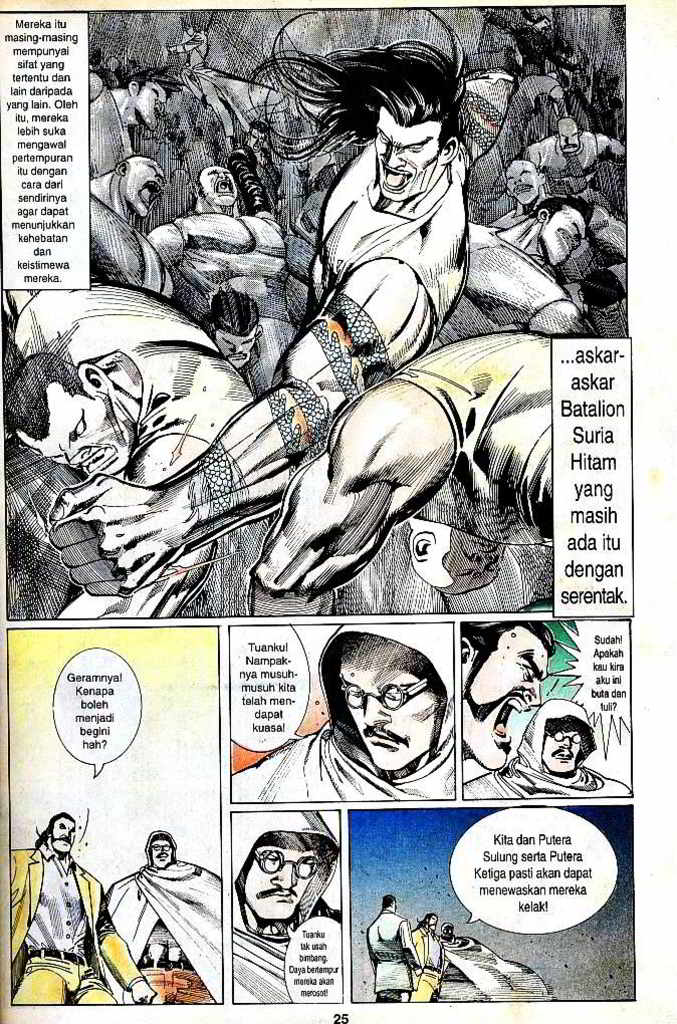 Mereka itu
masing-masing
mempunyai
sifat yang
tertentu dan
lain daripada
yang lain. Oleh
itu, mereka
lebih suka
mengawal
pertempuran
itu dengan
cara dari
sendirinya
agar dapat
menunjukkan
kehebatan
dan
keistimewa
mereka.
...askar-
askar
Batalion
Suria
Hitam
yang
masih
ada itu
dengan
serentak.
Geramnya!
Kenapa
boleh
menjadi
begini
hah?
Tuanku!
Nampak-
nya musuh-
musuh kita
telah men-
dapat
kuasa!
Sudah!
Apakah
kau kira
aku ini
buta dan
tuli?
Tuanku
tak usah
bimbang.
Daya bertempur
mereka akan
merosot!
Kita dan Putera
Sulung serta Putera
Ketiga pasti akan dapat
menewaskan mereka
kelak!
25